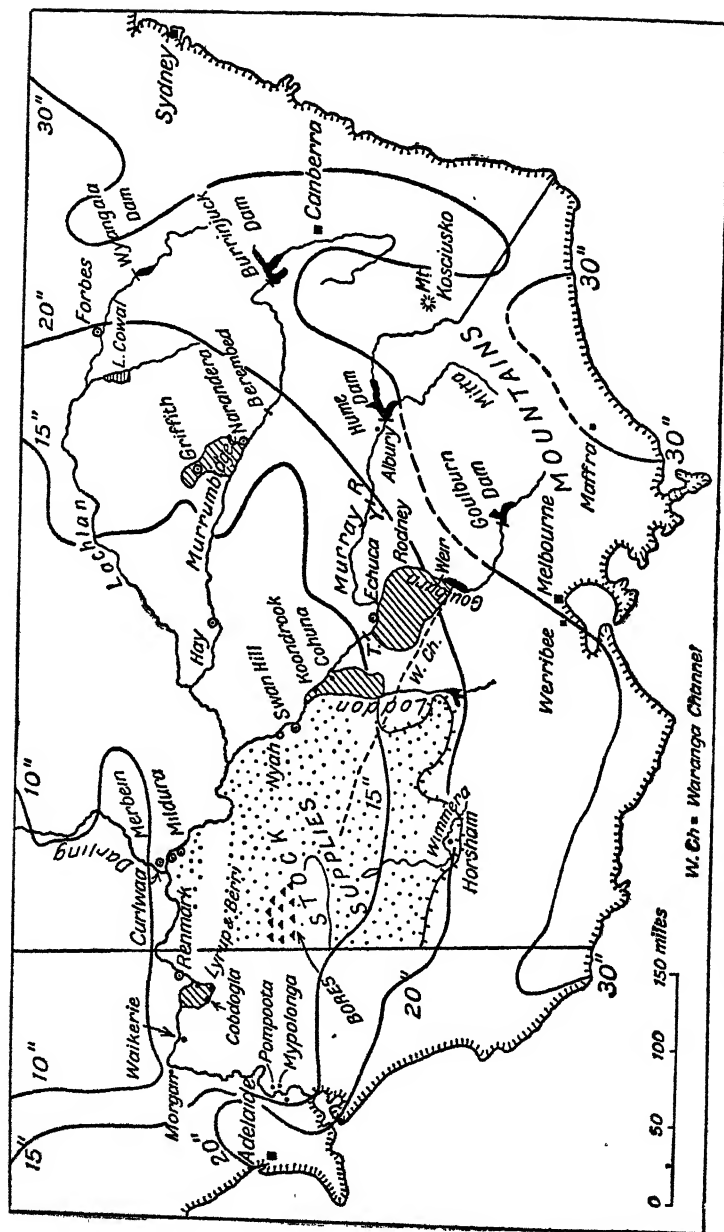 15"
10"
10"
15"
20"
30"
Sydney
Wyangala
Dam
Forbes
L. Cowal
Lachlan
Burrinjuck
Dam
Canberra
Griffith
Narrandera
Berembed
Murrumbidgee
Hay
Darling
Merbein
Mildura
Curlwaa
Renmark
Lyrup & Berri
Cobdogla
Waikerie
Morgan
Pompoota
Mypolonga
20"
Adelaide
BORES
STOCK
SUPPLIES
Nyah
Swan Hill
Koondrook
Cohuna
Loddon
15"
Murray R.
Echuca
T.
Y.
Rodney
W. Ch.
Weir
Goulburn
Hume
Dam
Albury
Mitta
Mt
Kosciusko
MOUNTAINS
Goulburn
Dam
Wimmera
Horsham
20"
30"
Melbourne
Werribee
Maffra
30"
30"
0 50 100 150 miles
W. Ch = Waranga Channel